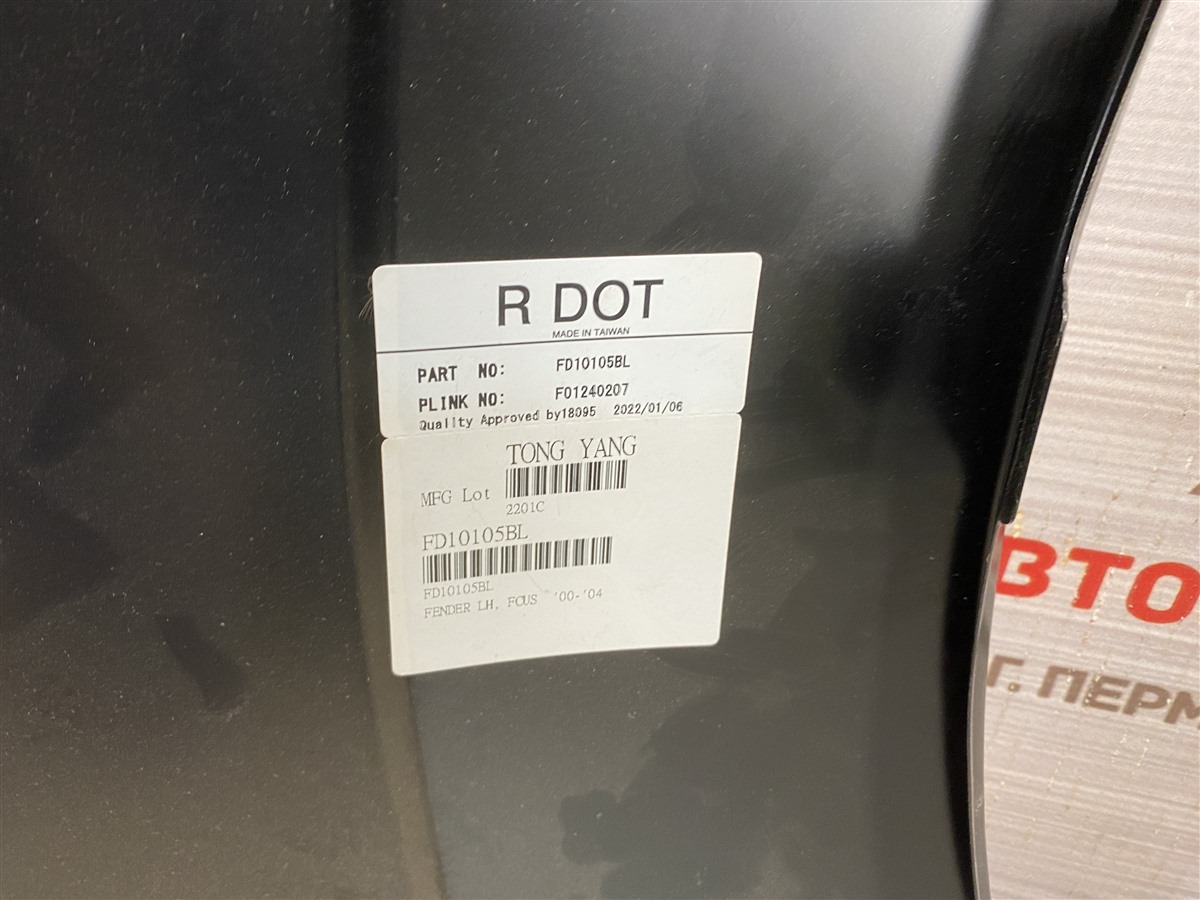 R DOT
MADE IN TAIWAN
PART NO: FD10105BL
PLINK NO: F01240207
Quality Approved by18095 2022/01/06
TONG YANG
MFG Lot
2201C
FD10105BL
FD10105BL
FENDER LH, FCUS '00-'04
ВТО
Г. ПЕРМ